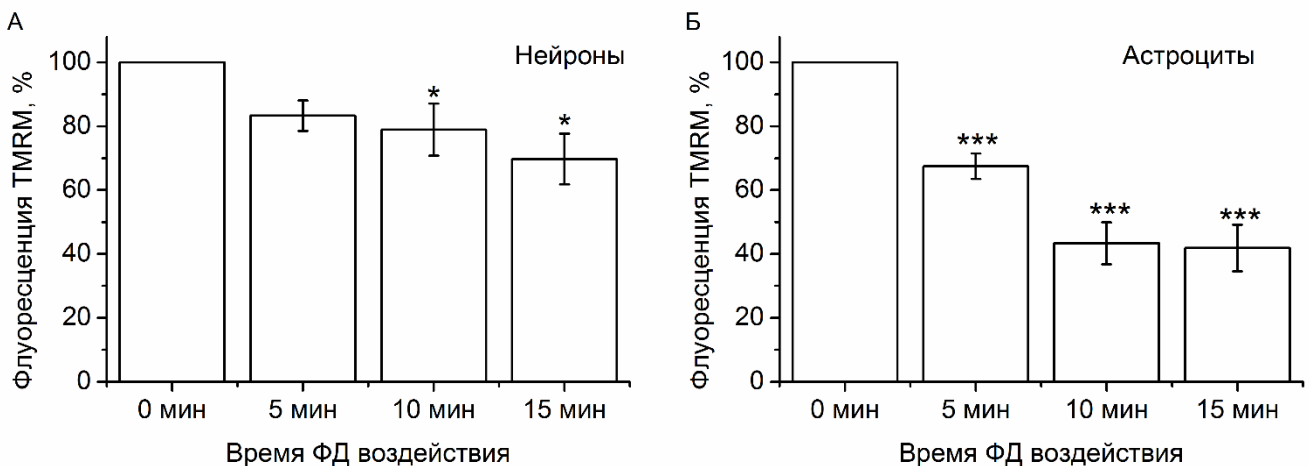 А
Нейроны
Флуоресценция TMRM, %
100
80
60
40
20
0
*
*
0 мин
5 мин
10 мин
15 мин
Время ФД воздействия
Б
Астроциты
Флуоресценция TMRM, %
100
80
60
40
20
0
***
***
***
0 мин
5 мин
10 мин
15 мин
Время ФД воздействия